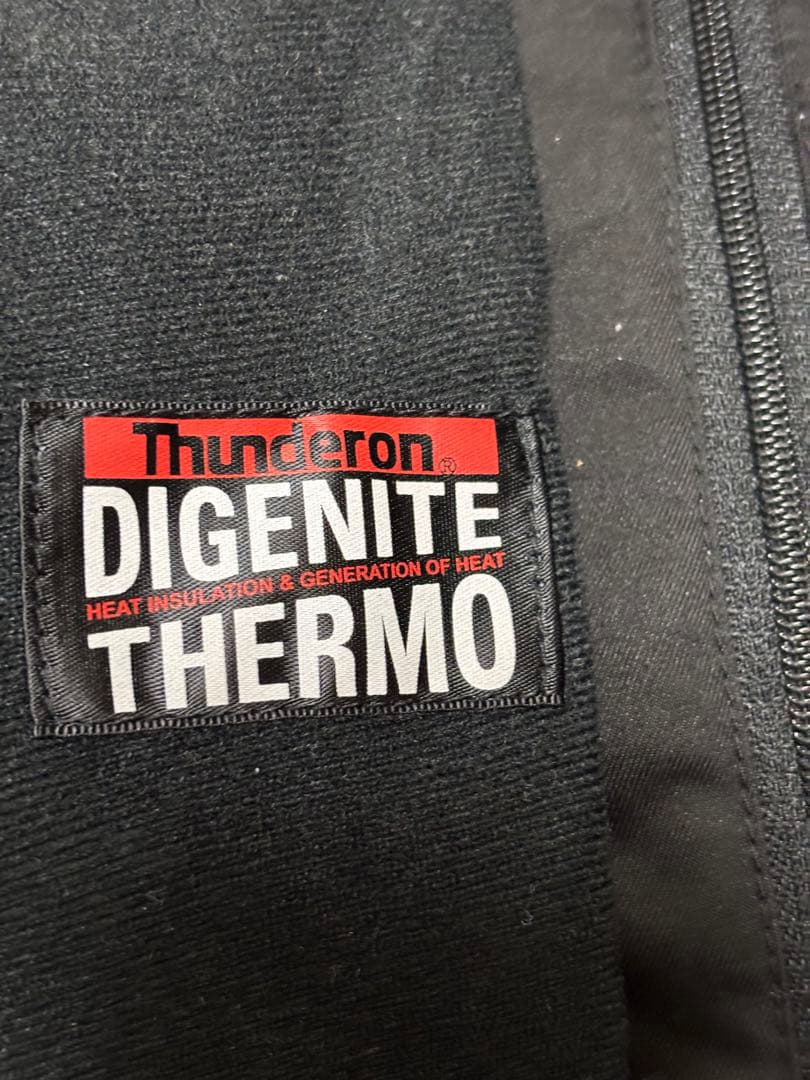 Thunderon®
DIGENITE
HEAT INSULATION & GENERATION OF HEAT
THERMO